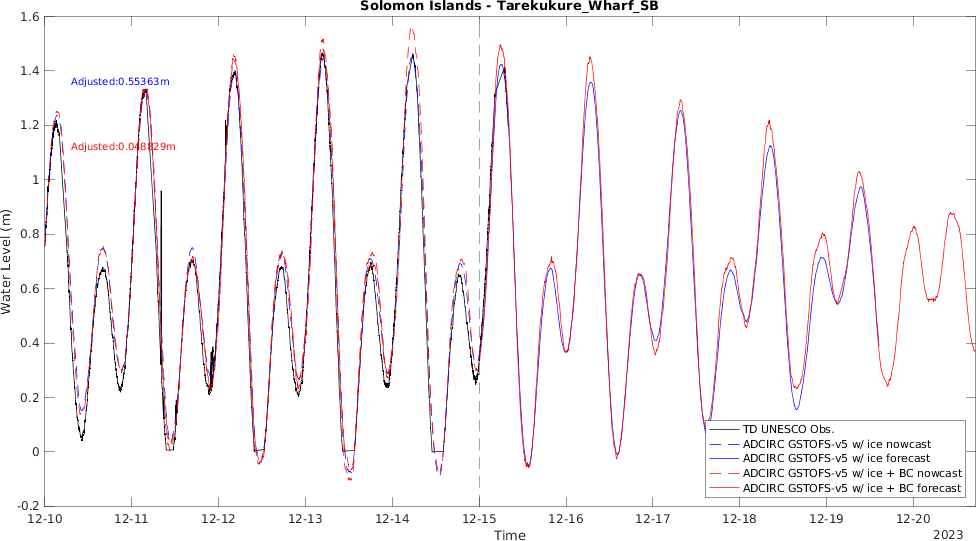 Solomon Islands - Tarekukure_Wharf_SB
1.6
1.4
1.2
1
0.8
0.6
0.4
0.2
0
-0.2
Water Level (m)
Adjusted:0.55363m
Adjusted:0.048829m
TD UNESCO Obs.
ADCIRC GSTOFS-v5 w/ ice nowcast
ADCIRC GSTOFS-v5 w/ ice forecast
ADCIRC GSTOFS-v5 w/ ice + BC nowcast
ADCIRC GSTOFS-v5 w/ ice + BC forecast
12-10 12-11 12-12 12-13 12-14 12-15 12-16 12-17 12-18 12-19 12-20
Time
2023